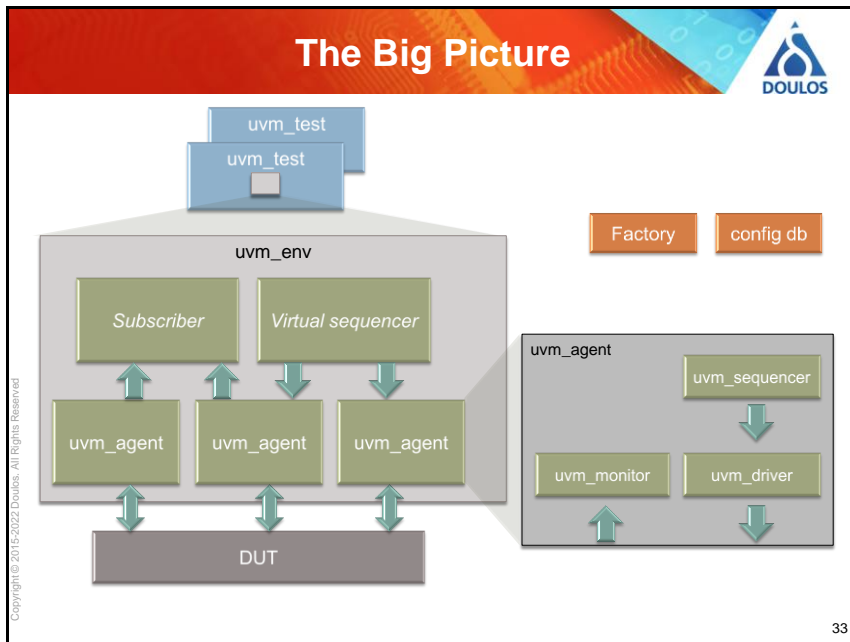 The Big Picture
DOULOS
uvm_test
uvm_test
uvm_env
Factory
config db
Subscriber
Virtual sequencer
uvm_agent
uvm_sequencer
uvm_agent
uvm_agent
uvm_agent
uvm_monitor
uvm_driver
DUT
Copyright © 2015-2022 Doulos. All Rights Reserved
33